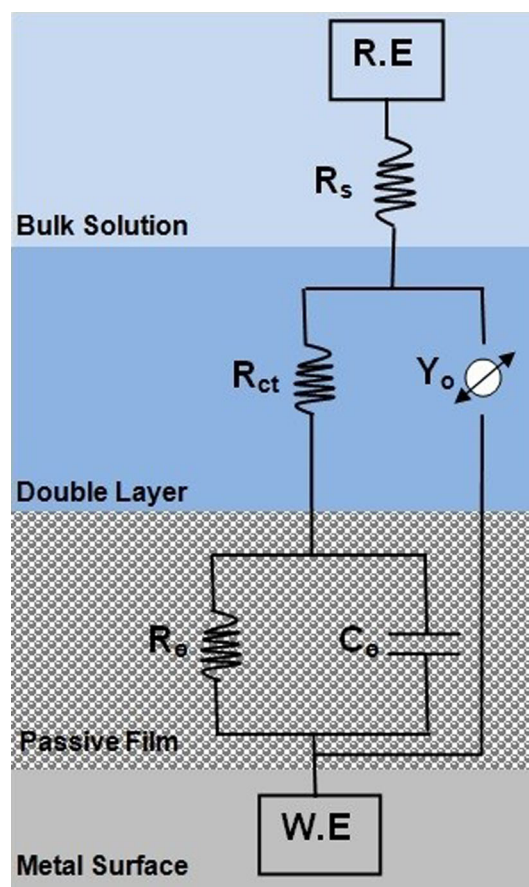 R.E
Rs
Bulk Solution
Rct
Yo
Double Layer
Re
Ce
Passive Film
W.E
Metal Surface